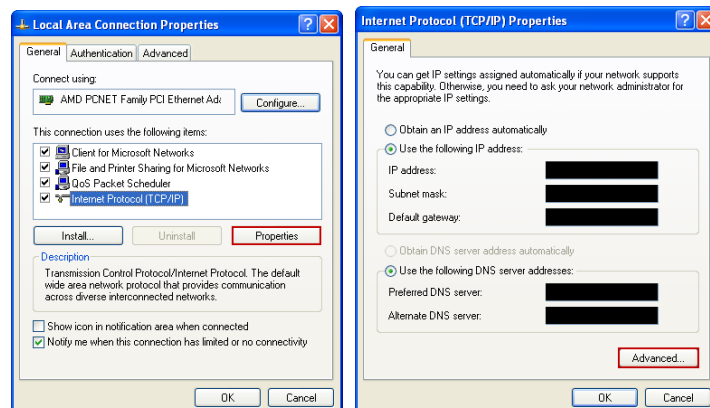 Local Area Connection Properties
General Authentication Advanced
Connect using:
AMD PCNET Family PCI Ethernet Ada
Configure...
This connection uses the following items:
Client for Microsoft Networks
File and Printer Sharing for Microsoft Networks
QoS Packet Scheduler
Internet Protocol (TCP/IP)
Install... Uninstall Properties
Description
Transmission Control Protocol/Internet Protocol. The default
wide area network protocol that provides communication
across diverse interconnected networks.
Show icon in notification area when connected
Notify me when this connection has limited or no connectivity
OK Cancel
Internet Protocol (TCP/IP) Properties
General
You can get IP settings assigned automatically if your network supports
this capability. Otherwise, you need to ask your network administrator for
the appropriate IP settings.
Obtain an IP address automatically
Use the following IP address:
IP address:
Subnet mask:
Default gateway:
Obtain DNS server address automatically
Use the following DNS server addresses:
Preferred DNS server:
Alternate DNS server:
Advanced...
OK Cancel